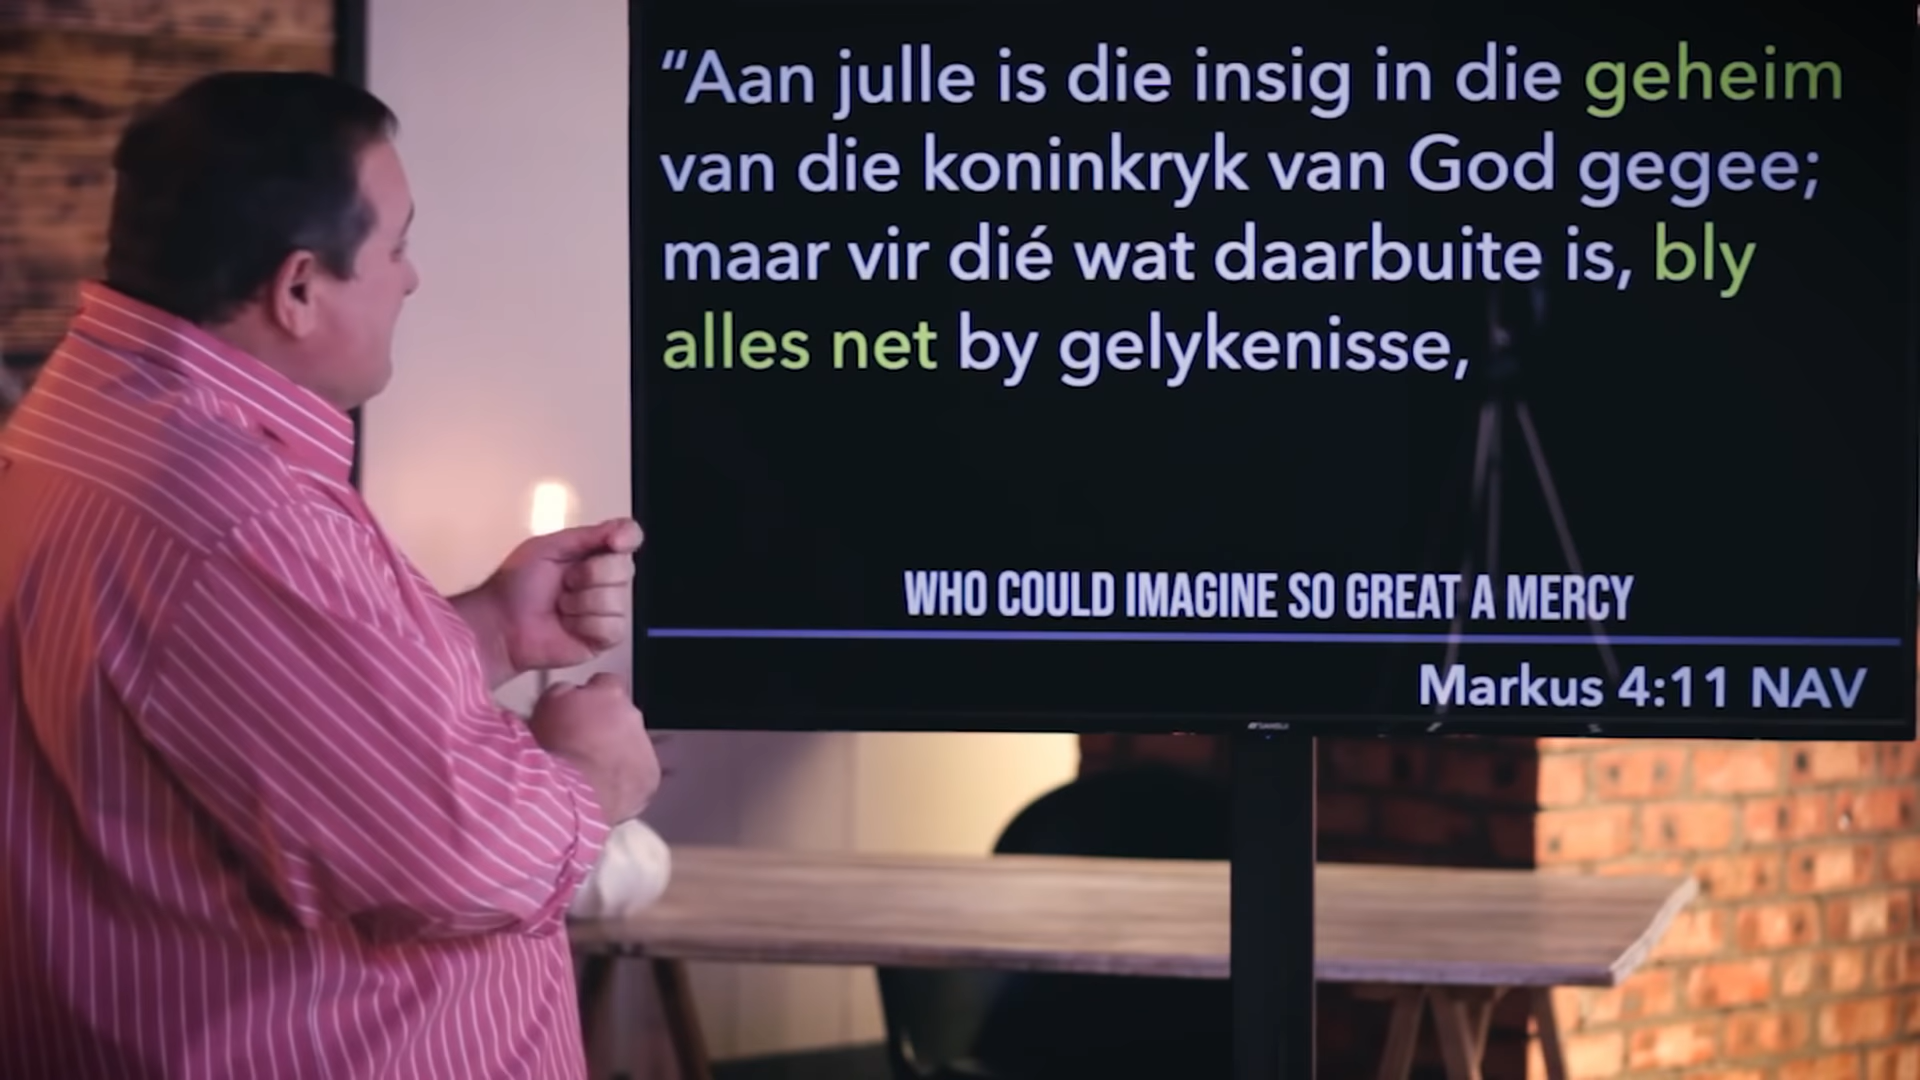 “Aan julle is die insig in die geheim
van die koninkryk van God gegee;
maar vir dié wat daarbuite is, bly
alles net by gelykenisse,
WHO COULD IMAGINE SO GREAT A MERCY
Markus 4:11 NAV